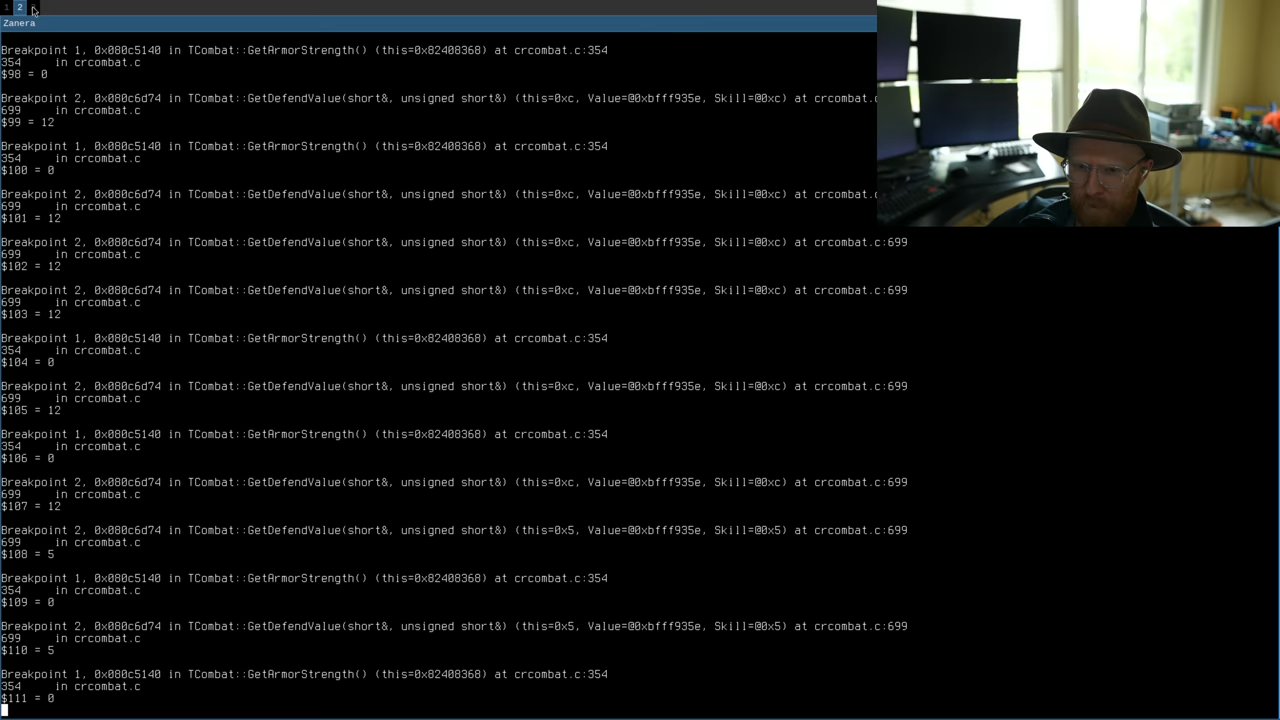 1 2
Zanera
Breakpoint 1, 0x080c5140 in TCombat::GetArmorStrength() (this=0x82408368) at crcombat.c:354
354 in crcombat.c
$98 = 0
Breakpoint 2, 0x080c6d74 in TCombat::GetDefendValue(short&, unsigned short&) (this=0xc, Value=@0xbfff935e, Skill=@0xc) at crcombat.c
699 in crcombat.c
$99 = 12
Breakpoint 1, 0x080c5140 in TCombat::GetArmorStrength() (this=0x82408368) at crcombat.c:354
354 in crcombat.c
$100 = 0
Breakpoint 2, 0x080c6d74 in TCombat::GetDefendValue(short&, unsigned short&) (this=0xc, Value=@0xbfff935e, Skill=@0xc) at crcombat.c
699 in crcombat.c
$101 = 12
Breakpoint 2, 0x080c6d74 in TCombat::GetDefendValue(short&, unsigned short&) (this=0xc, Value=@0xbfff935e, Skill=@0xc) at crcombat.c:699
699 in crcombat.c
$102 = 12
Breakpoint 2, 0x080c6d74 in TCombat::GetDefendValue(short&, unsigned short&) (this=0xc, Value=@0xbfff935e, Skill=@0xc) at crcombat.c:699
699 in crcombat.c
$103 = 12
Breakpoint 1, 0x080c5140 in TCombat::GetArmorStrength() (this=0x82408368) at crcombat.c:354
354 in crcombat.c
$104 = 0
Breakpoint 2, 0x080c6d74 in TCombat::GetDefendValue(short&, unsigned short&) (this=0xc, Value=@0xbfff935e, Skill=@0xc) at crcombat.c:699
699 in crcombat.c
$105 = 12
Breakpoint 1, 0x080c5140 in TCombat::GetArmorStrength() (this=0x82408368) at crcombat.c:354
354 in crcombat.c
$106 = 0
Breakpoint 2, 0x080c6d74 in TCombat::GetDefendValue(short&, unsigned short&) (this=0xc, Value=@0xbfff935e, Skill=@0xc) at crcombat.c:699
699 in crcombat.c
$107 = 12
Breakpoint 2, 0x080c6d74 in TCombat::GetDefendValue(short&, unsigned short&) (this=0x5, Value=@0xbfff935e, Skill=@0x5) at crcombat.c:699
699 in crcombat.c
$108 = 5
Breakpoint 1, 0x080c5140 in TCombat::GetArmorStrength() (this=0x82408368) at crcombat.c:354
354 in crcombat.c
$109 = 0
Breakpoint 2, 0x080c6d74 in TCombat::GetDefendValue(short&, unsigned short&) (this=0x5, Value=@0xbfff935e, Skill=@0x5) at crcombat.c:699
699 in crcombat.c
$110 = 5
Breakpoint 1, 0x080c5140 in TCombat::GetArmorStrength() (this=0x82408368) at crcombat.c:354
354 in crcombat.c
$111 = 0